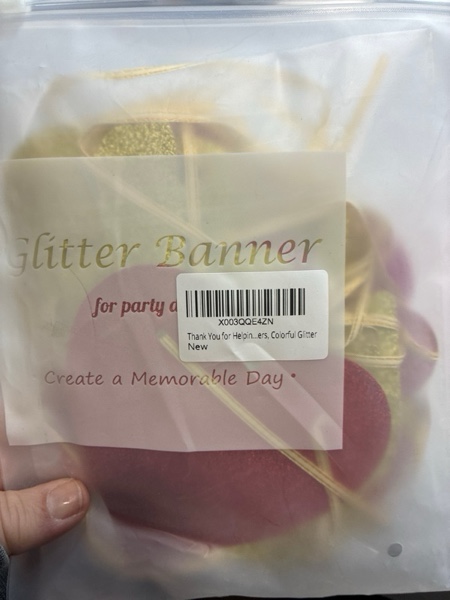 Glitter Banner
for party
X003QQE4ZN
Thank You for Helpin...ers, Colorful Glitter
New
Create a Memorable Day •